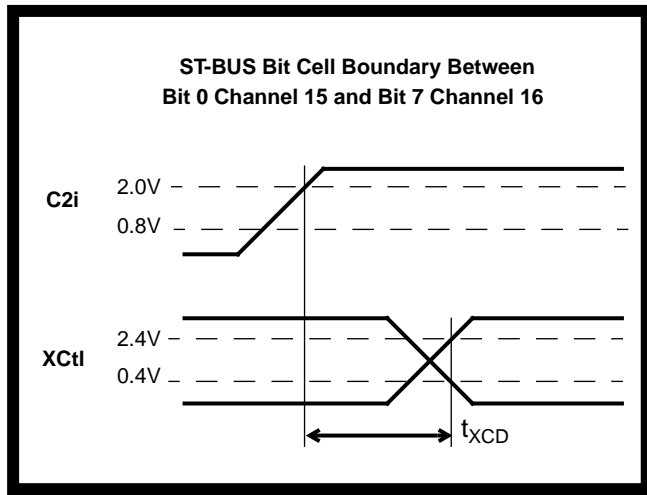 ST-BUS Bit Cell Boundary Between
Bit 0 Channel 15 and Bit 7 Channel 16
C2i
2.0V
0.8V
XCtl
2.4V
0.4V
tXCD